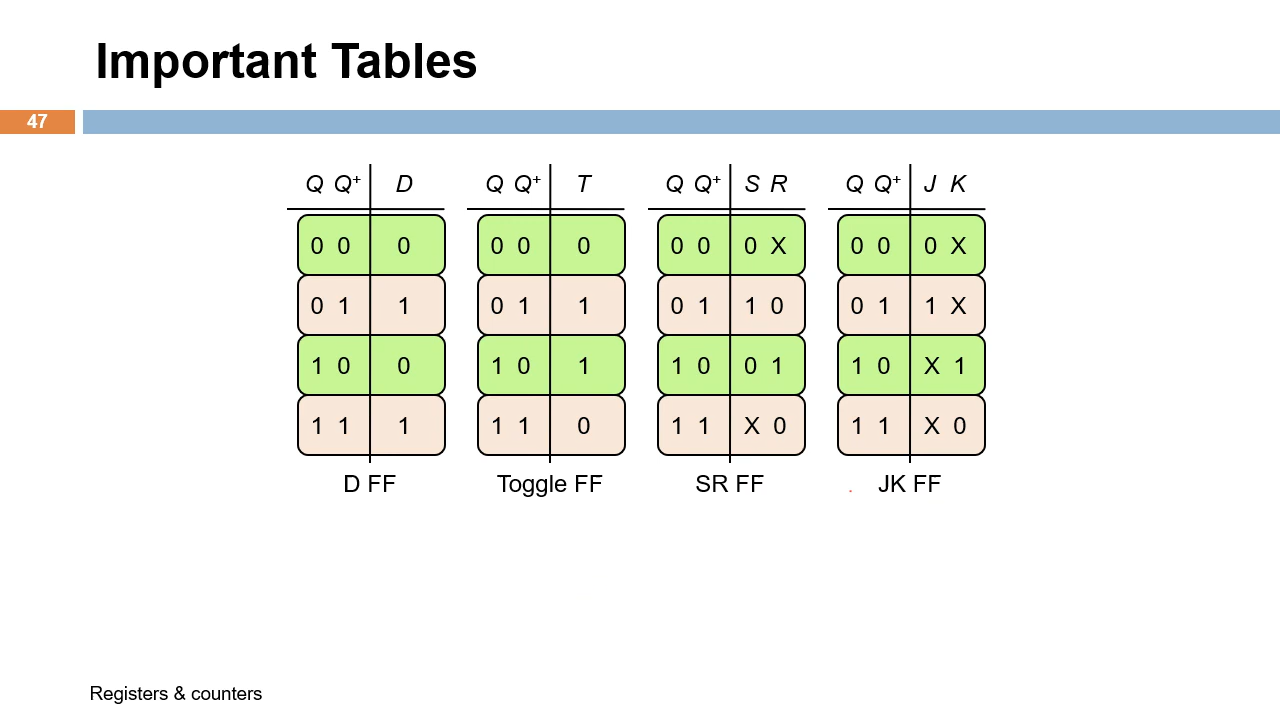 Important Tables
47
Q Q⁺ D Q Q⁺ T Q Q⁺ S R Q Q⁺ J K
0 0 0 0 0 0 0 0 0 X 0 0 0 X
0 1 1 0 1 1 0 1 1 0 0 1 1 X
1 0 0 1 0 1 1 0 0 1 1 0 X 1
1 1 1 1 1 0 1 1 X 0 1 1 X 0
D FF Toggle FF SR FF JK FF
Registers & counters